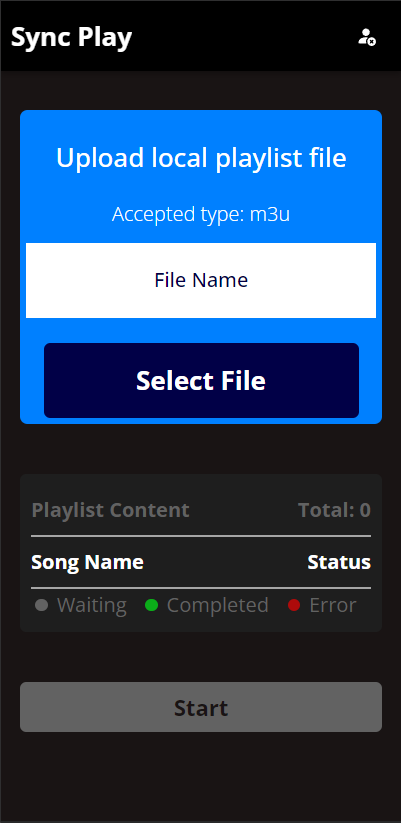 Sync Play
Upload local playlist file
Accepted type: m3u
File Name
Select File
Playlist Content Total: 0
Song Name Status
Waiting Completed Error
Start